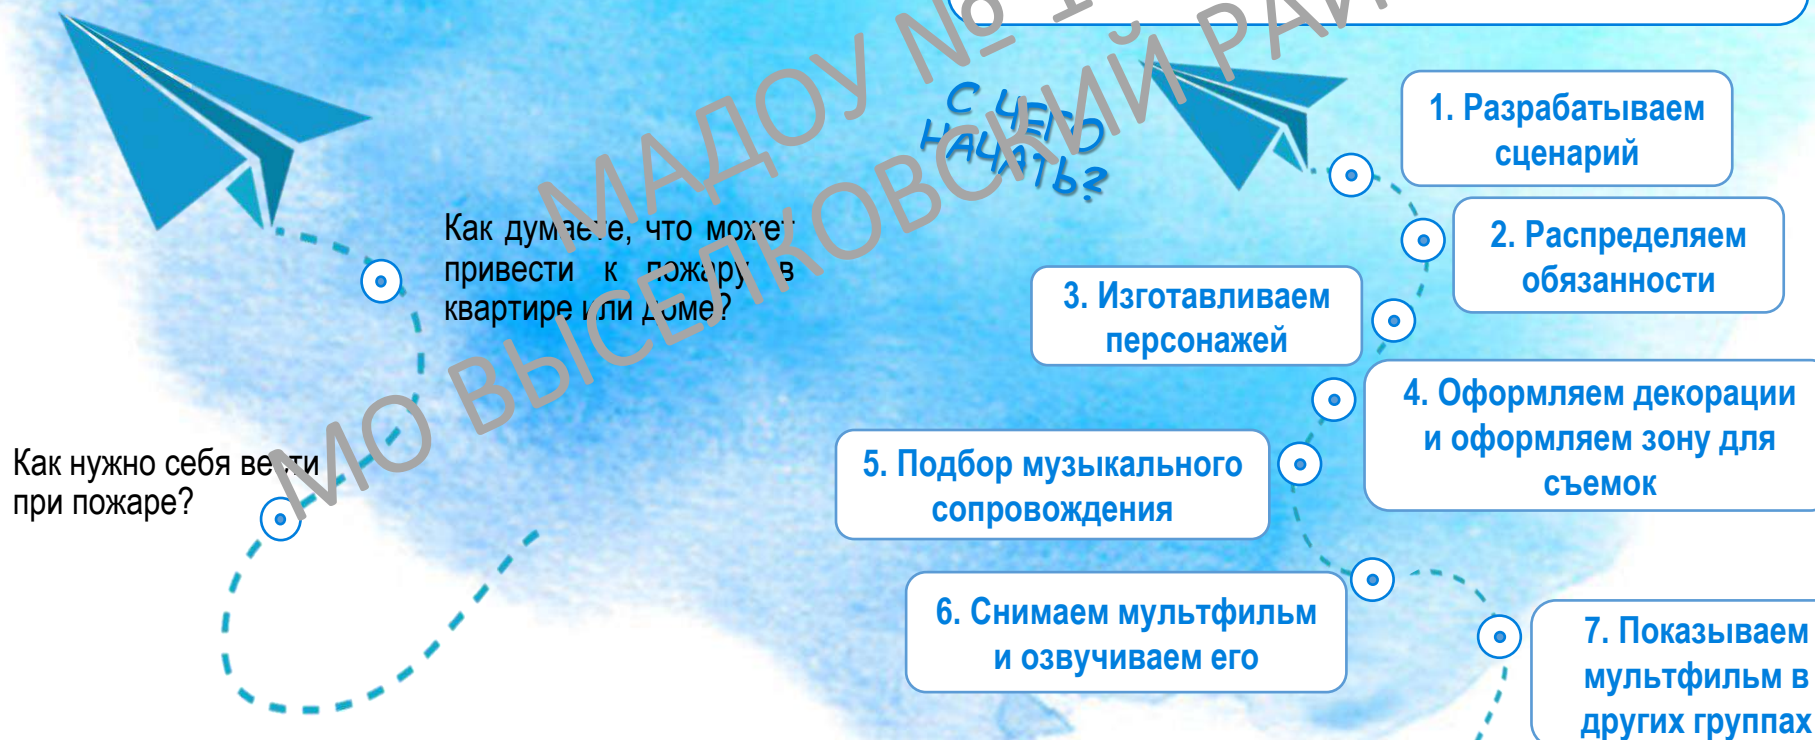 Как думаете, что может
привести к пожару в
квартире или доме?
Как нужно себя вести
при пожаре?
С ЧЕГО
НАЧАТЬ?
1. Разрабатываем
сценарий
2. Распределяем
обязанности
3. Изготавливаем
персонажей
4. Оформляем декорации
и оформляем зону для
съемок
5. Подбор музыкального
сопровождения
6. Снимаем мультфильм
и озвучиваем его
7. Показываем
мультфильм в
других группах
МАДОУ №
МО ВЫСЕЛКОВСКИЙ